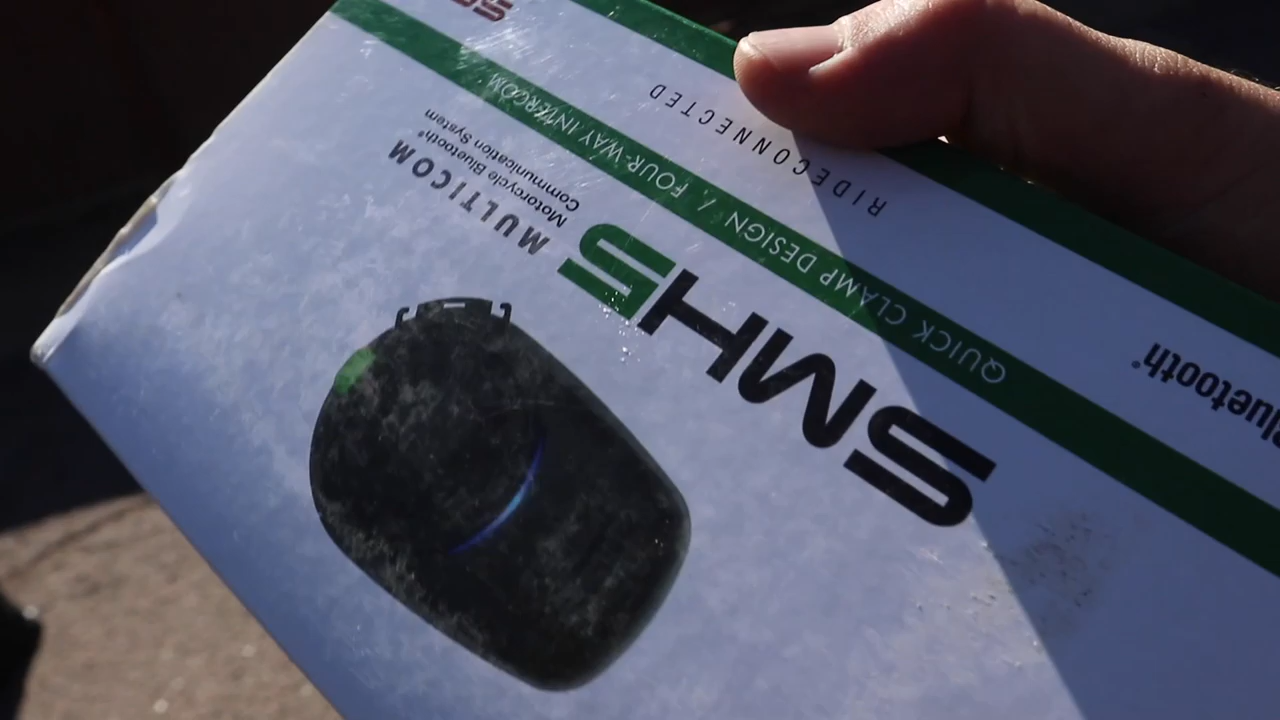 Bluetooth®
RIDECONNECTED
QUICK CLAMP DESIGN / FOUR-WAY INTERCOM
SMH5
MULTICOM
Motorcycle Bluetooth®
Communication System